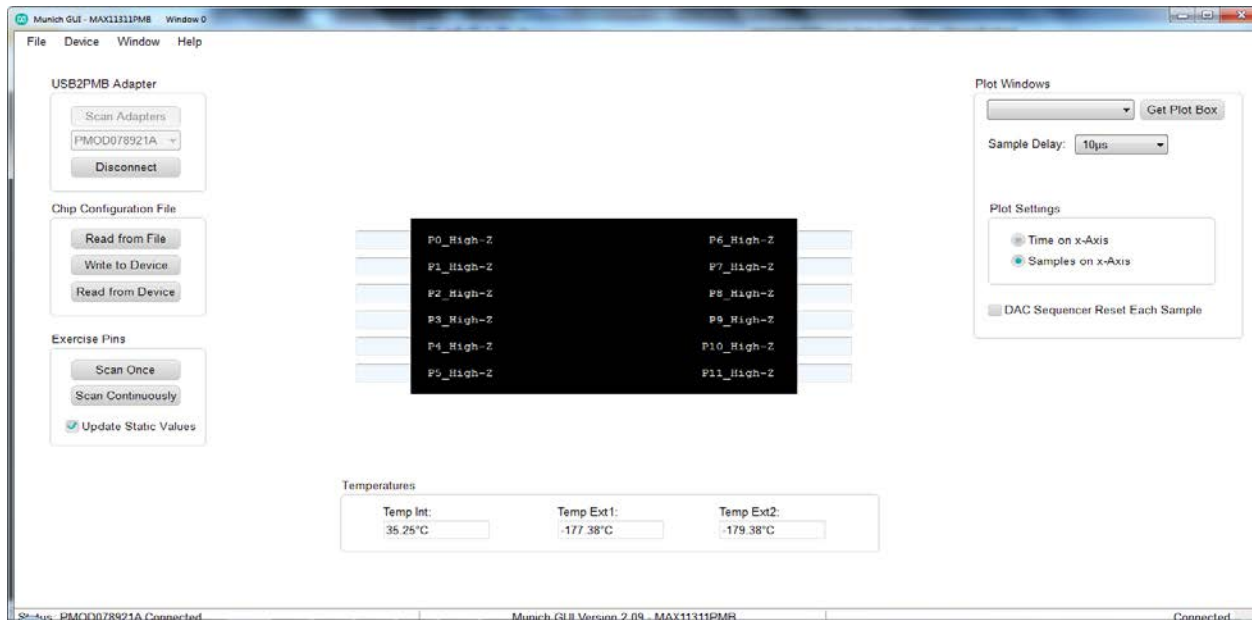 Munich GUI - MAX11311PMB Window 0
File Device Window Help
USB2PMB Adapter
Scan Adapters
PMOD078921A
Disconnect
Chip Configuration File
Read from File
Write to Device
Read from Device
Exercise Pins
Scan Once
Scan Continuously
Update Static Values
P0_High-Z
P1_High-Z
P2_High-Z
P3_High-Z
P4_High-Z
P5_High-Z
P6_High-Z
P7_High-Z
P8_High-Z
P9_High-Z
P10_High-Z
P11_High-Z
Temperatures
Temp Int:
35.25°C
Temp Ext1:
-177.38°C
Temp Ext2:
-179.38°C
Plot Windows
Get Plot Box
Sample Delay: 10µs
Plot Settings
Time on x-Axis
Samples on x-Axis
DAC Sequencer Reset Each Sample
Status: PMOD078921A Connected
Munich GUI Version 2.09 - MAX11311PMB
Connected